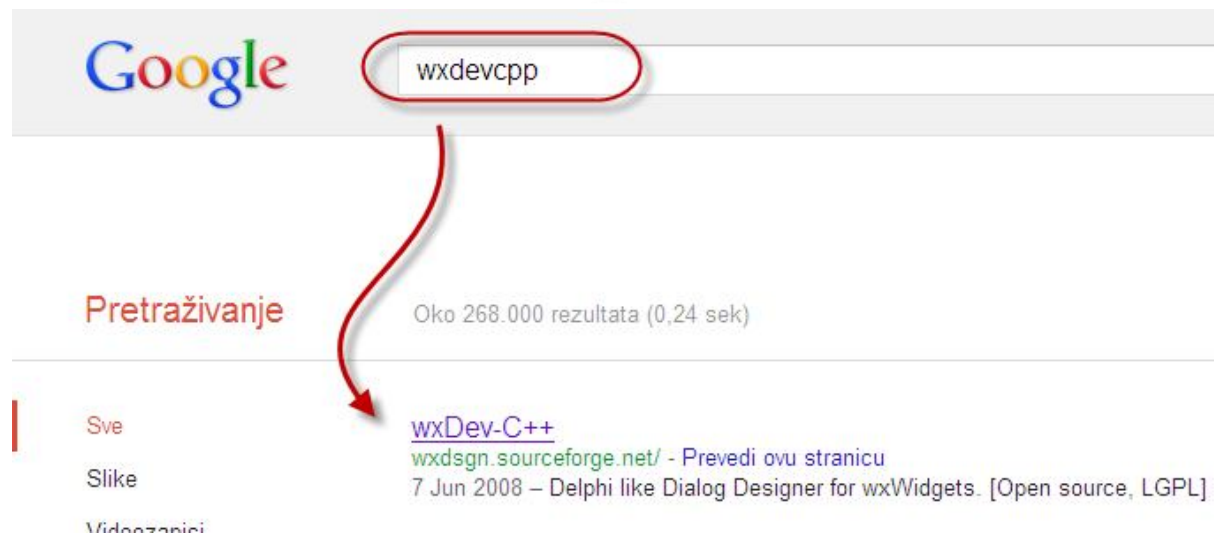 Google
wxdevcpp
Pretraživanje
Oko 268.000 rezultata (0,24 sek)
Sve
Slike
Videozapisi
wxDev-C++
wxdsgn.sourceforge.net/ - Prevedi ovu stranicu
7 Jun 2008 – Delphi like Dialog Designer for wxWidgets. [Open source, LGPL]